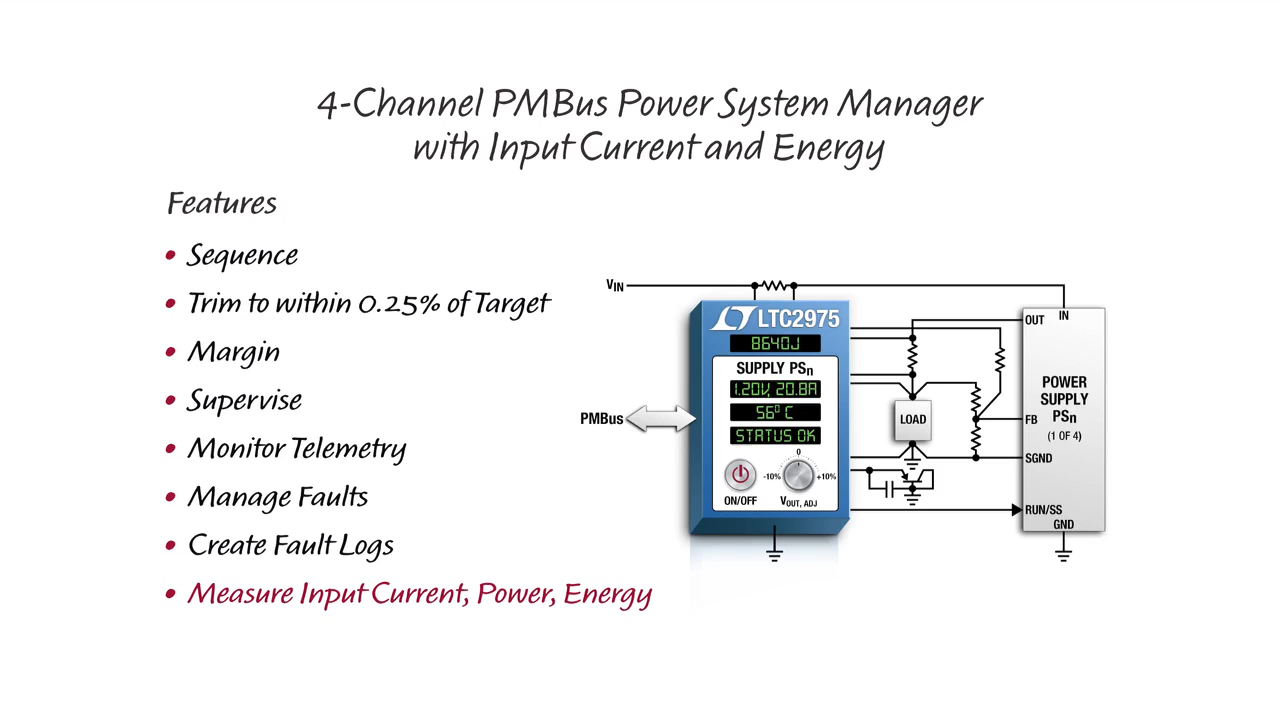 4-Channel PMBus Power System Manager
with Input Current and Energy
Features
• Sequence
• Trim to within 0.25% of Target
• Margin
• Supervise
• Monitor Telemetry
• Manage Faults
• Create Fault Logs
• Measure Input Current, Power, Energy
VIN
PMBus
LTC2975
8640J
SUPPLY PSn
1.20V, 20.8A
56° C
STATUS OK
0
-10%
+10%
ON/OFF
VOUT, ADJ
LOAD
IN
OUT
POWER
SUPPLY
PSn
(1 OF 4)
FB
SGND
RUN/SS
GND